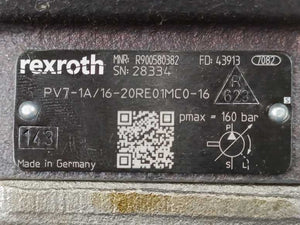 rexroth
MNR: R900580382 FD: 43913 7082
SN: 28334
PV7-1A/16-20RE01MC0-16
R
623
143
pmax = 160 bar
P
S L
Made in Germany